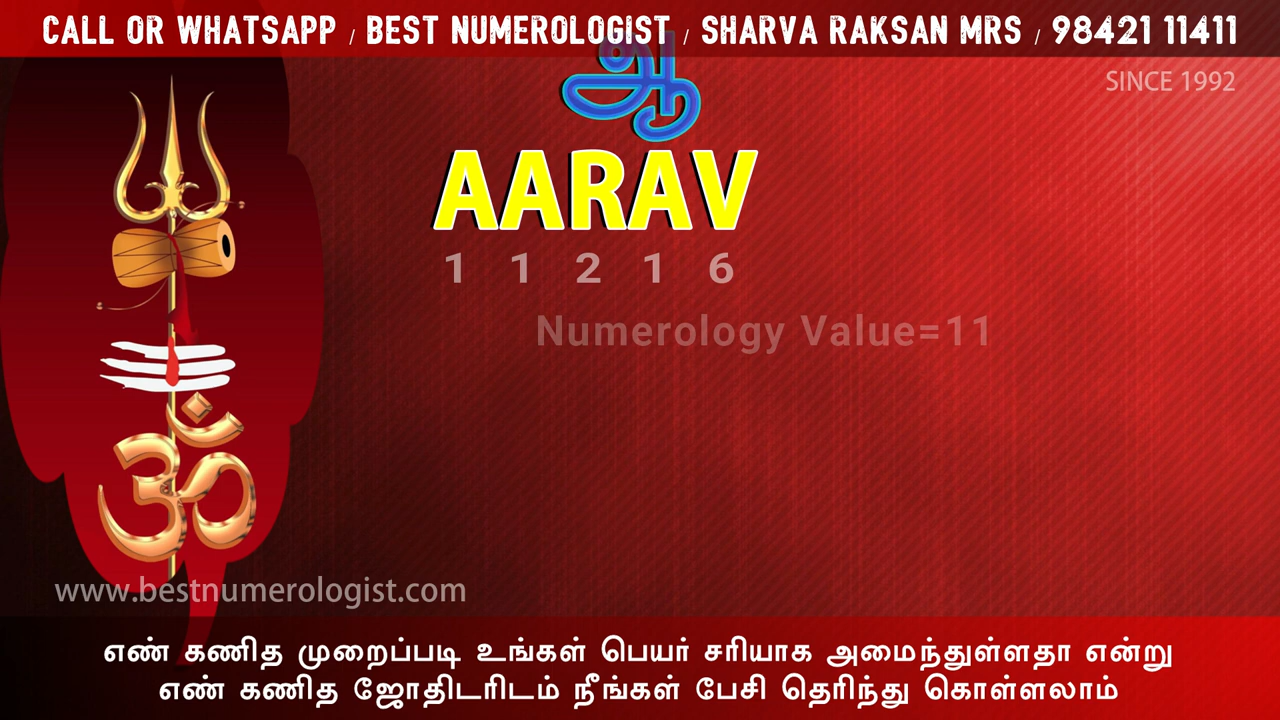 CALL OR WHATSAPP / BEST NUMEROLOGIST / SHARVA RAKSAN MRS / 98421 11411
SINCE 1992
ஆ
AARAV
1 1 2 1 6
Numerology Value=11
ॐ
www.bestnumerologist.com
எண் கணித முறைப்படி உங்கள் பெயர் சரியாக அமைந்துள்ளதா என்று
எண் கணித ஜோதிடரிடம் நீங்கள் பேசி தெரிந்து கொள்ளலாம்